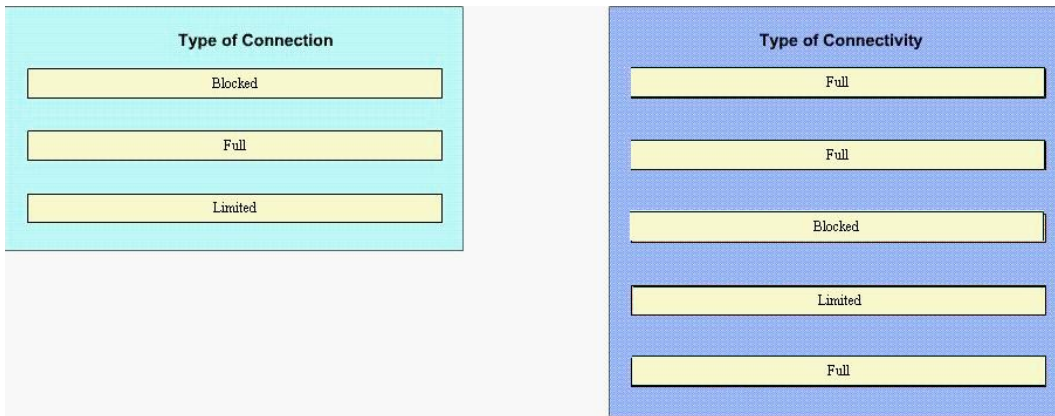 Type of Connection
Blocked
Full
Limited
Type of Connectivity
Full
Full
Blocked
Limited
Full